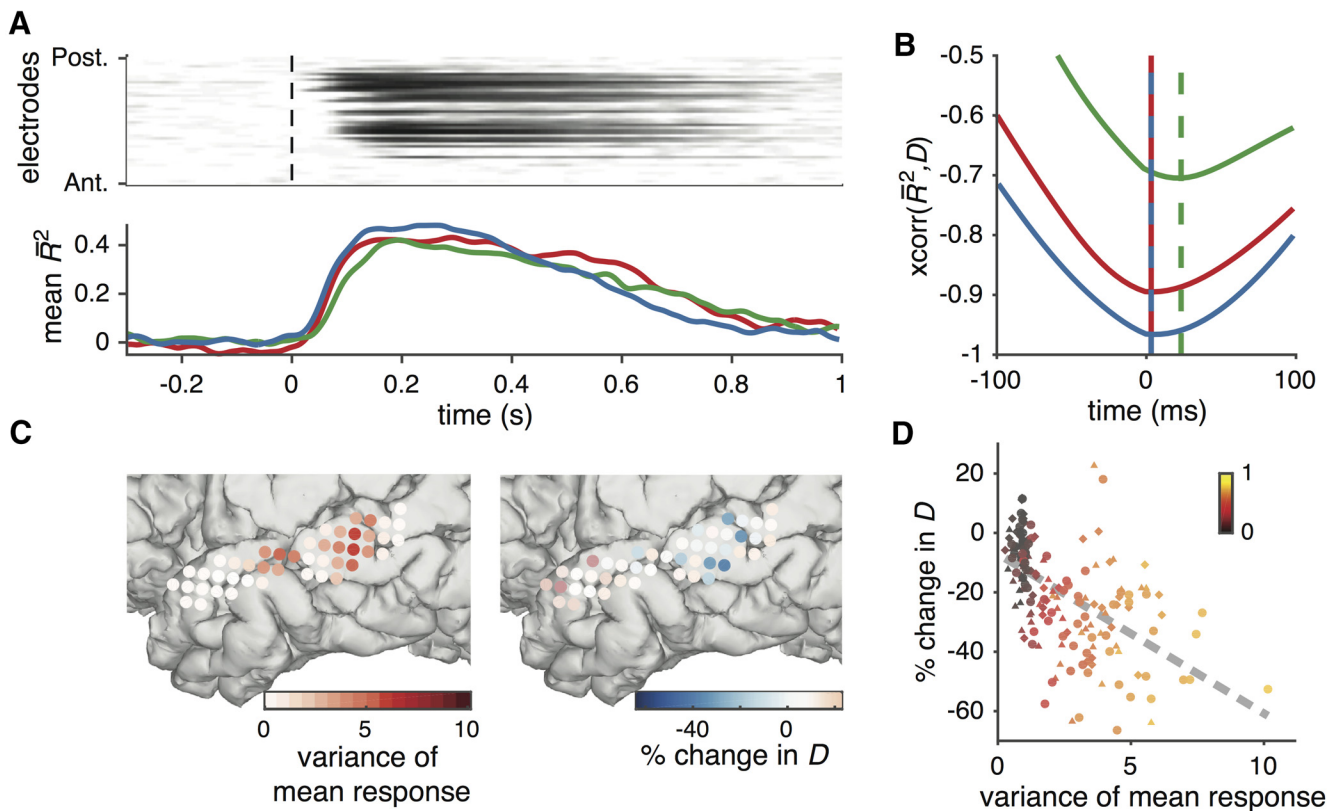 A
electrodes
Post.
Ant.
mean R̄²
0.4
0.2
0
-0.2
0
0.2
0.4
0.6
0.8
1
time (s)
B
xcorr(R̄²,D)
-0.5
-0.6
-0.7
-0.8
-0.9
-1
-100
0
100
time (ms)
C
0
5
10
variance of
mean response
-40
0
% change in D
D
% change in D
20
0
-20
-40
-60
1
0
0
5
10
variance of mean response